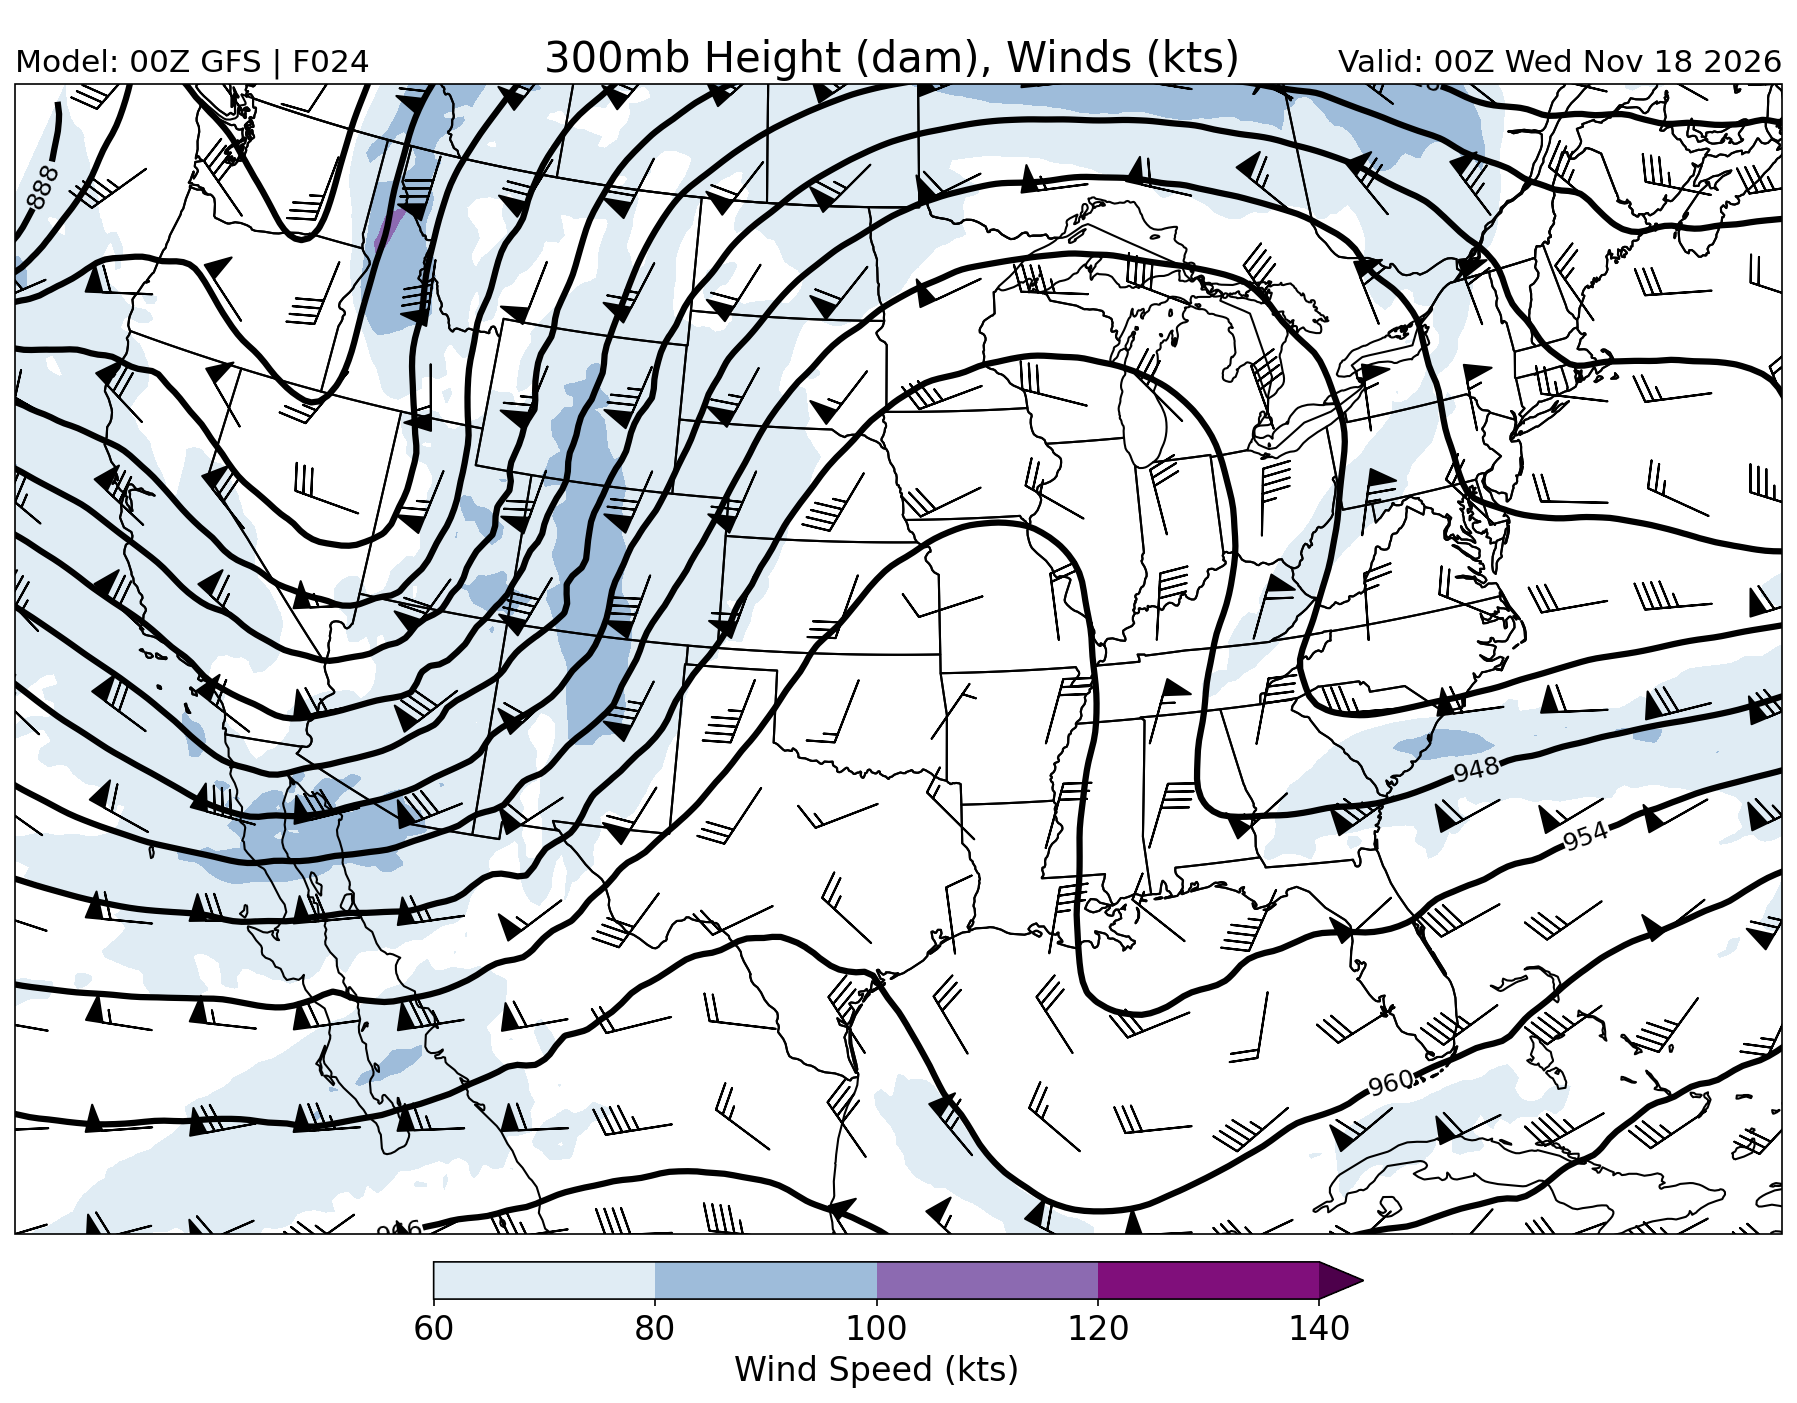 Model: 00Z GFS | F024
300mb Height (dam), Winds (kts)
Valid: 00Z Wed Nov 18 2026
888
948
954
960
966
60 80 100 120 140
Wind Speed (kts)